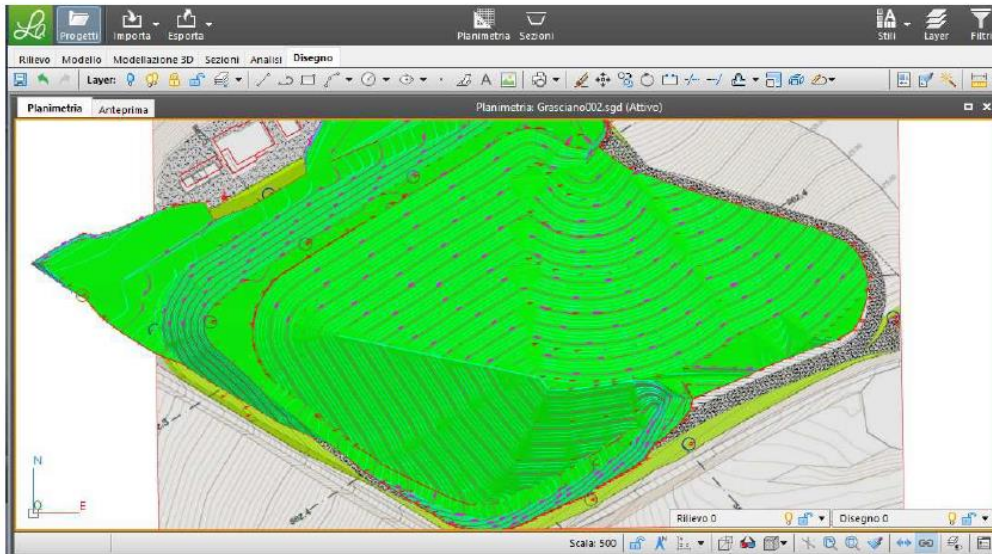 Progetti Importa Esporta Planimetria Sezioni Stili Layer Filtri
Rilievo Modello Modellazione 3D Sezioni Analisi Disegno
Layer:
Planimetria Anteprima Planimetria: Grasciano002.sgd (Attivo)
N
E
Rilievo 0 Disegno 0
Scala: 500